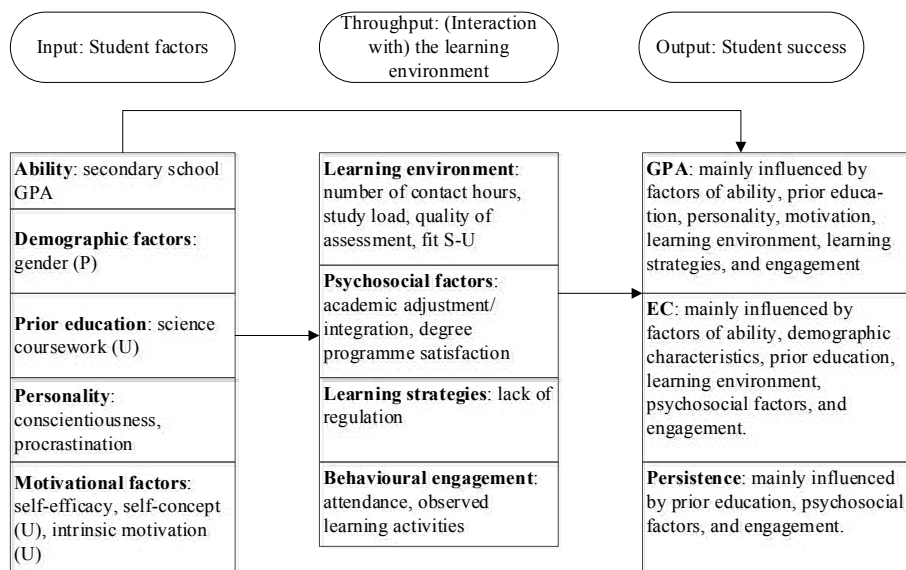 Input: Student factors
Throughput: (Interaction
with) the learning
environment
Output: Student success
Ability: secondary school
GPA
Demographic factors:
gender (P)
Prior education: science
coursework (U)
Personality:
conscientiousness,
procrastination
Motivational factors:
self-efficacy, self-concept
(U), intrinsic motivation
(U)
Learning environment:
number of contact hours,
study load, quality of
assessment, fit S-U
Psychosocial factors:
academic adjustment/
integration, degree
programme satisfaction
Learning strategies: lack of
regulation
Behavioural engagement:
attendance, observed
learning activities
GPA: mainly influenced by
factors of ability, prior educa-
tion, personality, motivation,
learning environment, learning
strategies, and engagement
EC: mainly influenced by
factors of ability, demographic
characteristics, prior education,
learning environment,
psychosocial factors, and
engagement.
Persistence: mainly influenced
by prior education, psychosocial
factors, and engagement.